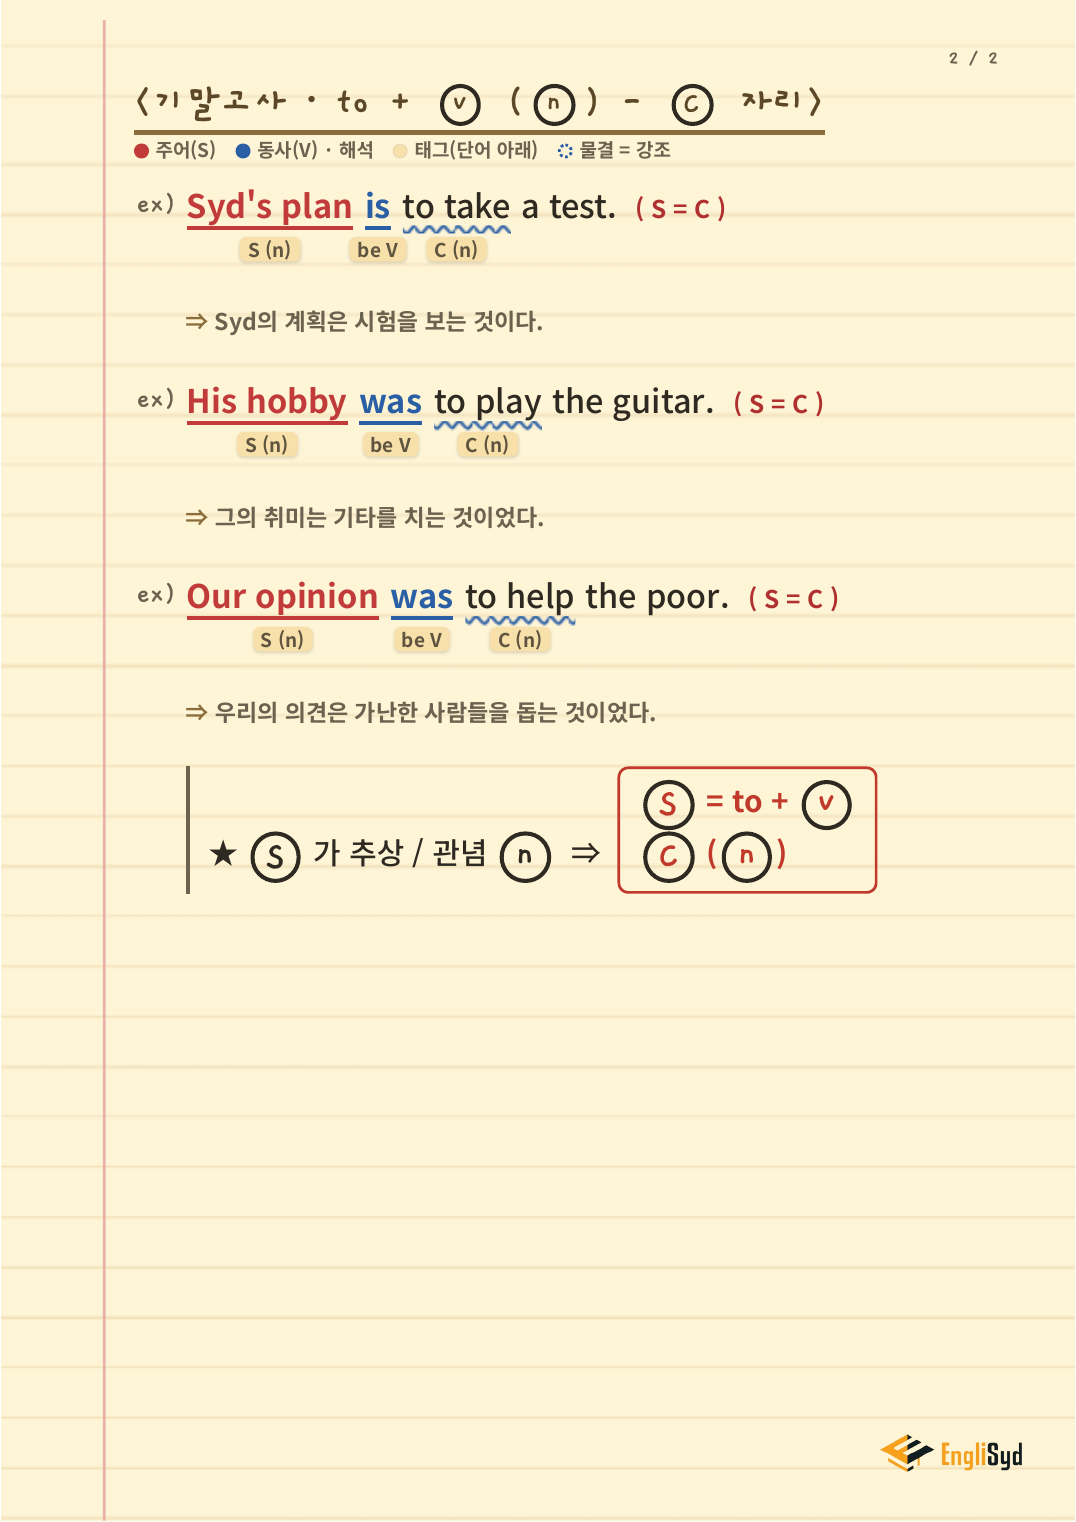 2 / 2
<기말고사 · to + ⓥ (ⓝ) - Ⓒ 자리>
주어(S) 동사(V) · 해석 태그(단어 아래) 물결 = 강조
ex) Syd's plan is to take a test. ( S = C )
S (n) be V C (n)
⇒ Syd의 계획은 시험을 보는 것이다.
ex) His hobby was to play the guitar. ( S = C )
S (n) be V C (n)
⇒ 그의 취미는 기타를 치는 것이었다.
ex) Our opinion was to help the poor. ( S = C )
S (n) be V C (n)
⇒ 우리의 의견은 가난한 사람들을 돕는 것이었다.
★ Ⓢ 가 추상 / 관념 ⓝ ⇒
Ⓢ = to + ⓥ
Ⓒ (ⓝ)
EngliSyd